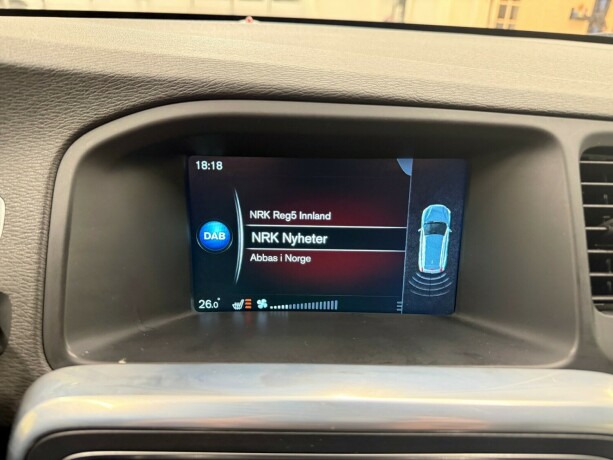 18:18
NRK Reg5 Innland
DAB
NRK Nyheter
Abbas i Norge
26.0°